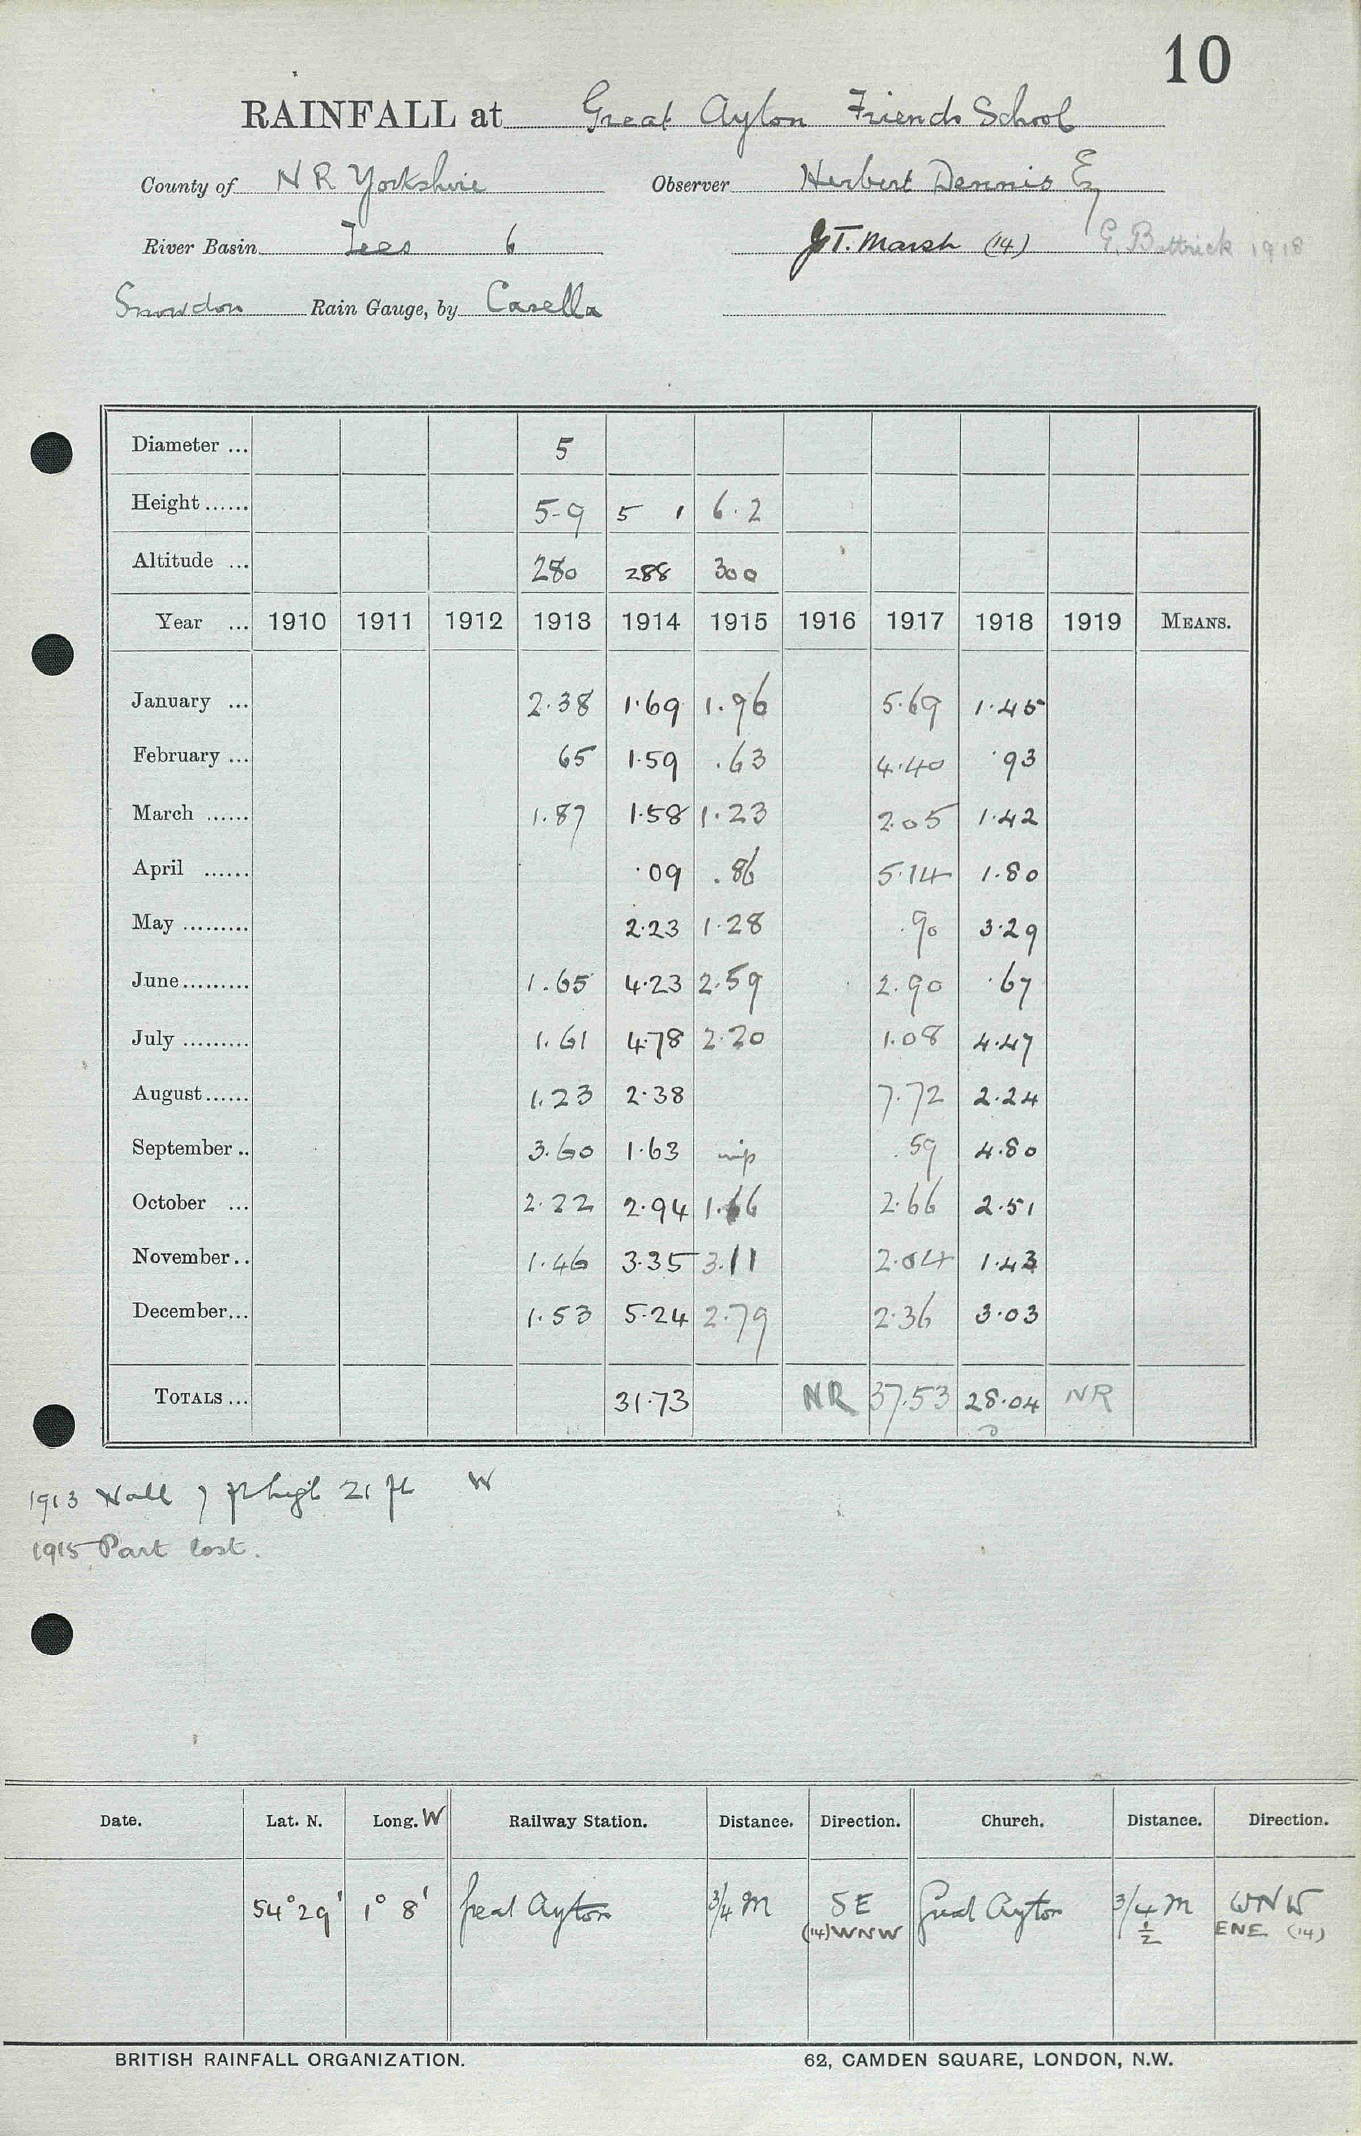 10
RAINFALL at Great Ayton Friends School
County of N R Yorkshire Observer Herbert Dennis Esq
River Basin Tees 6 J T. Marsh (14) G. Buttrick 1918
Snowdon Rain Gauge, by Casella
Diameter ... 5
Height ...... 5-9 5 1 6.2
Altitude ... 280 288 300
Year ... 1910 1911 1912 1913 1914 1915 1916 1917 1918 1919 MEANS.
January ... 2.38 1.69 1.96 5.69 1.45
February ... 65 1.59 .63 4.40 .93
March ...... 1.87 1.58 1.23 2.05 1.42
April ...... .09 .86 5.14 1.80
May ......... 2.23 1.28 .90 3.29
June......... 1.65 4.23 2.59 2.90 .67
July ......... 1.61 4.78 2.20 1.08 4.47
August...... 1.23 2.38 7.72 2.24
September .. 3.60 1.63 .59 4.80
October ... 2.22 2.94 1.66 2.66 2.51
November.. 1.46 3.35 3.11 2.04 1.43
December... 1.53 5.24 2.79 2.36 3.03
TOTALS ... 31.73 NR 37.53 28.04 NR
1913 Wall 7 ft high 21 ft W
1915 Part lost.
Date. Lat. N. Long. W Railway Station. Distance. Direction. Church. Distance. Direction.
54° 29' 1° 8' Great Ayton 3/4 M SE Great Ayton 3/4 M WNW
(14) WNW 1/2 ENE (14)
BRITISH RAINFALL ORGANIZATION. 62, CAMDEN SQUARE, LONDON, N.W.